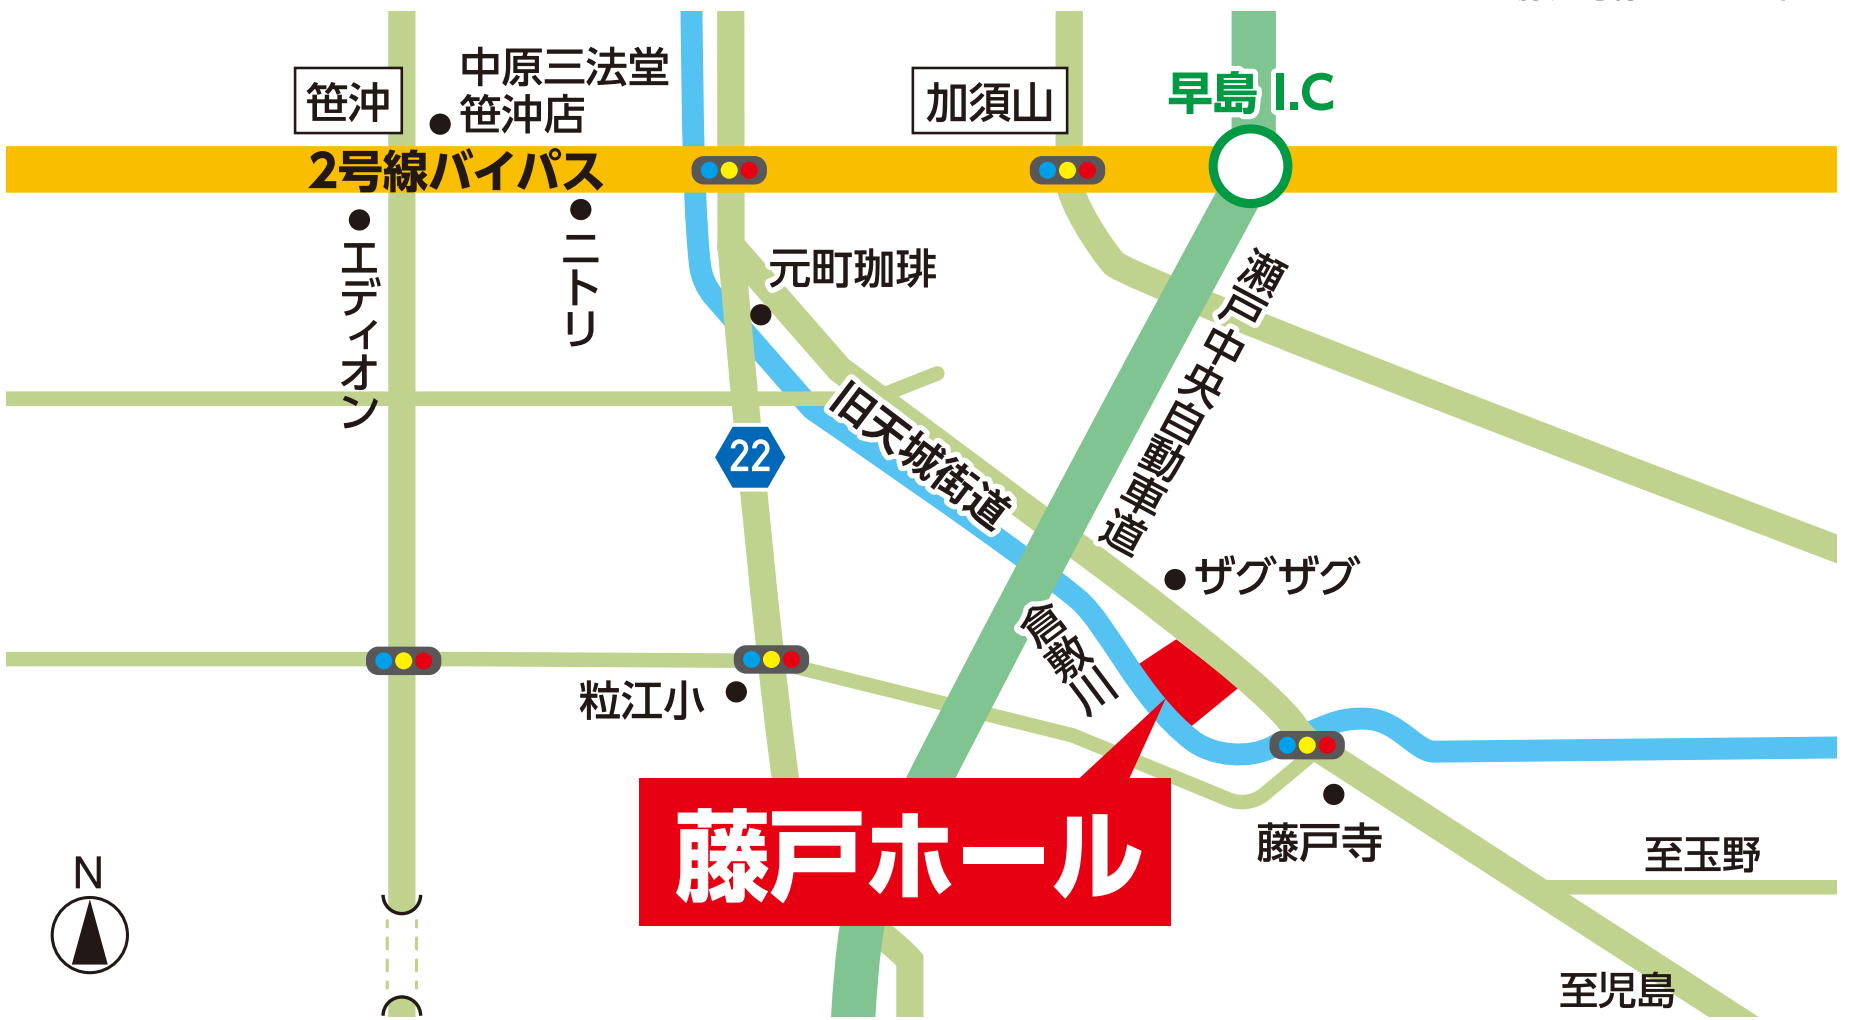 中原三法堂
笹沖店
笹沖
加須山
早島 I.C
2号線バイパス
エディオン
ニトリ
元町珈琲
瀬戸中央自動車道
旧天城街道
22
ザグザグ
倉敷川
粒江小
藤戸ホール
藤戸寺
至玉野
至児島
N